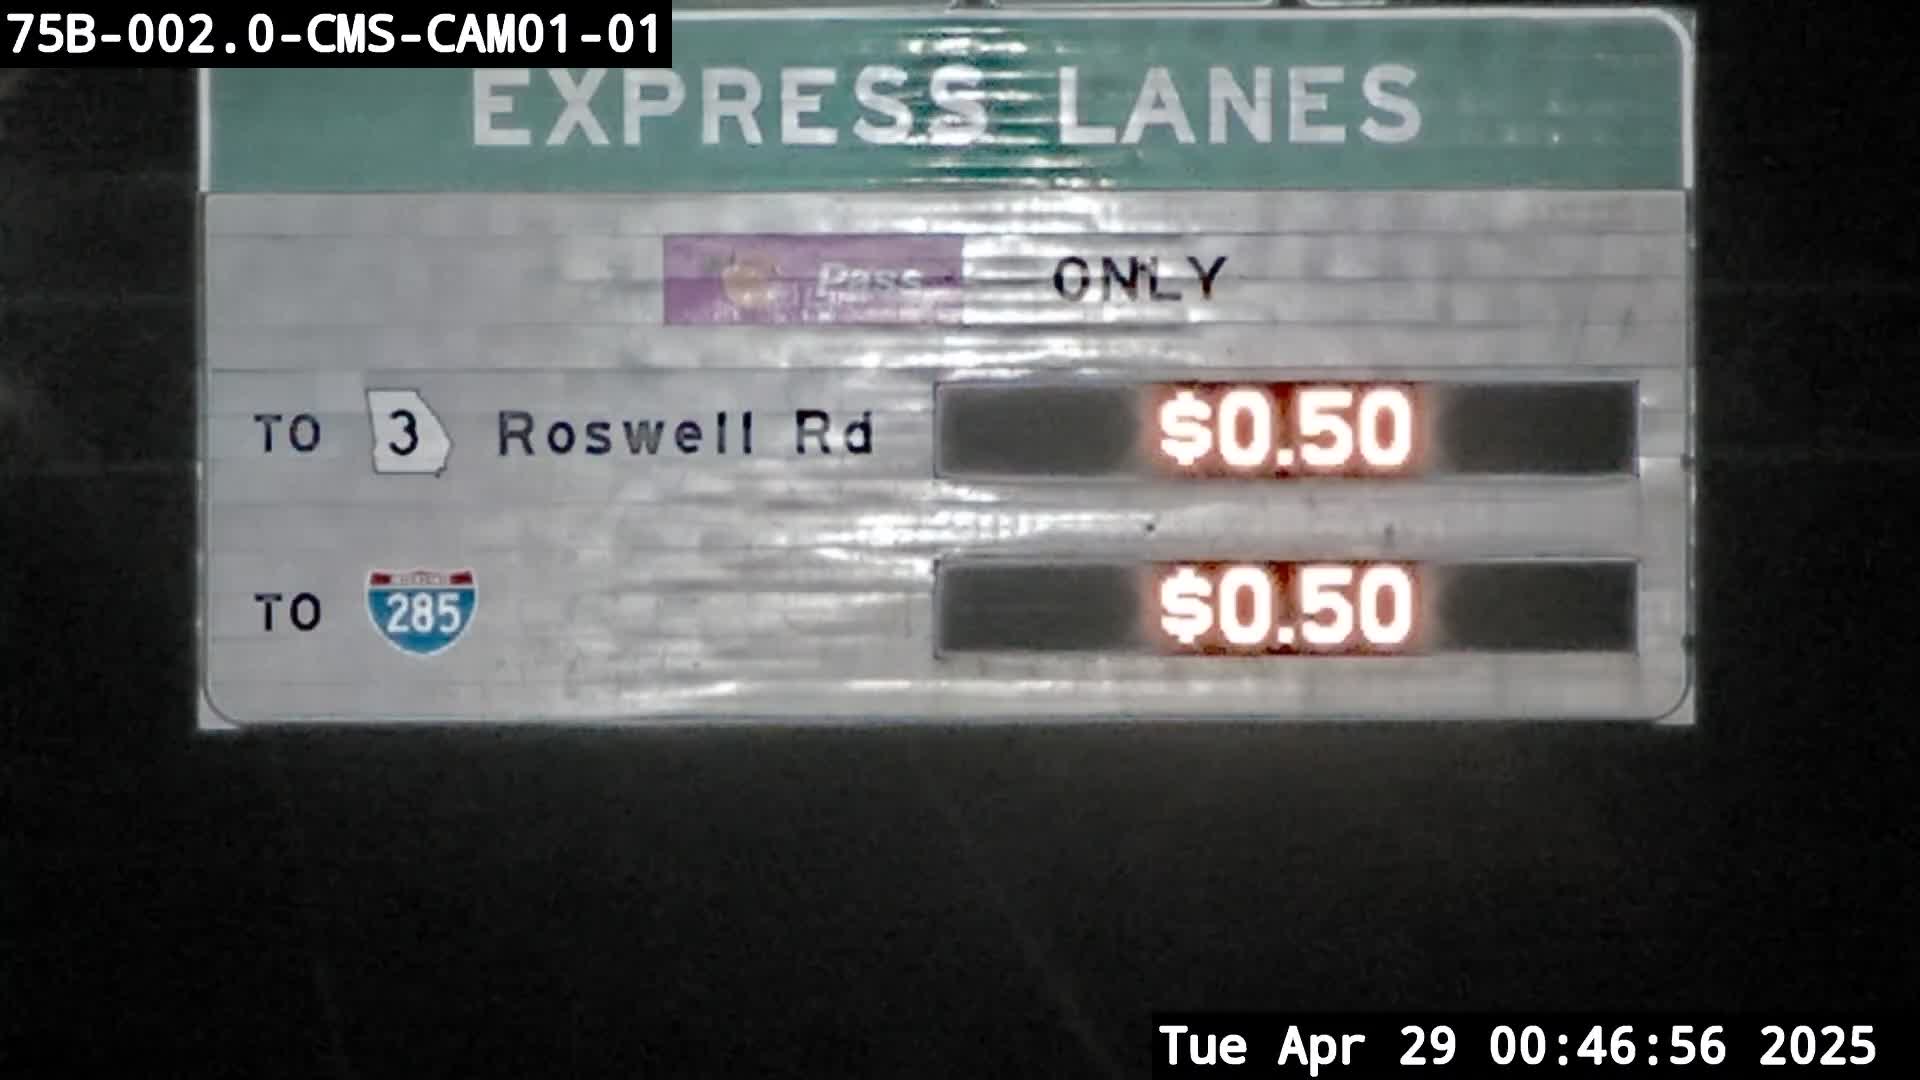 75B-002.0-CMS-CAM01-01
EXPRESS LANES
Pass ONLY
TO 3 Roswell Rd $0.50
TO 285 $0.50
Tue Apr 29 00:46:56 2025